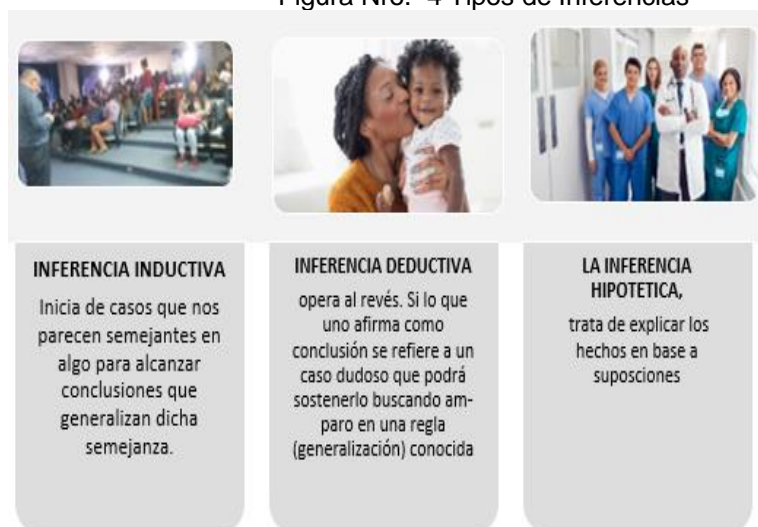 Figura Nro. 4 Tipos de Inferencias
INFERENCIA INDUCTIVA
Inicia de casos que nos
parecen semejantes en
algo para alcanzar
conclusiones que
generalizan dicha
semejanza.
INFERENCIA DEDUCTIVA
opera al revés. Si lo que
uno afirma como
conclusión se refiere a un
caso dudoso que podrá
sostenerlo buscando am-
paro en una regla
(generalización) conocida
LA INFERENCIA
HIPOTETICA,
trata de explicar los
hechos en base a
suposciones